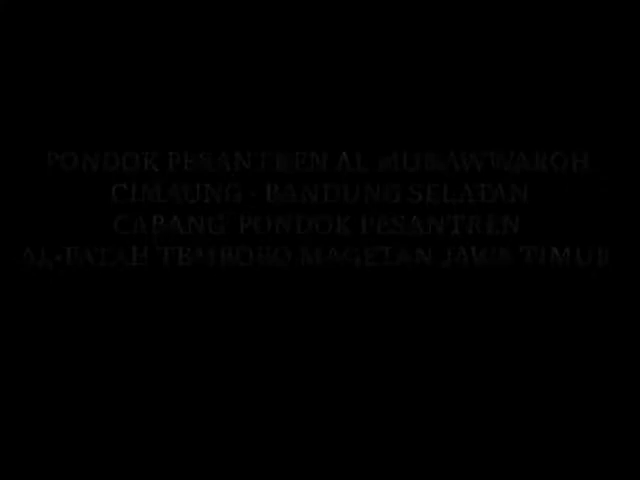 PONDOK PESANTREN AL MUNAWWAROH
CIMAUNG - BANDUNG SELATAN
CABANG PONDOK PESANTREN
AL-FATAH TEMBORO MAGETAN JAWA TIMUR